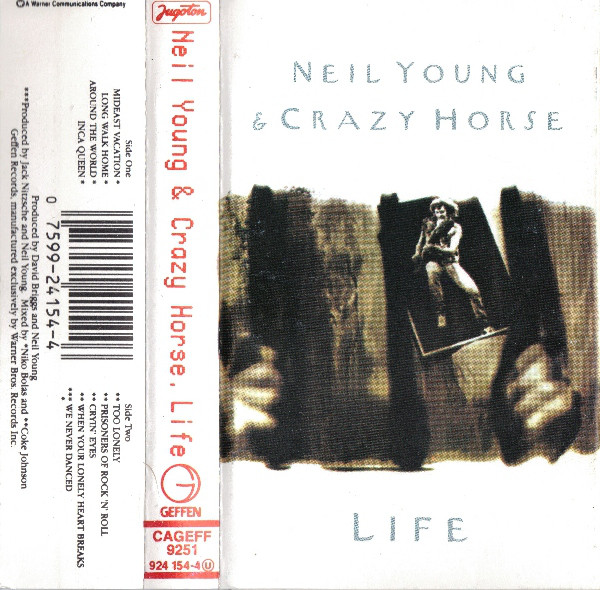 A Warner Communications Company
Side One
MIDEAST VACATION *
LONG WALK HOME *
AROUND THE WORLD *
INCA QUEEN *
0 7599-24154-4
Side Two
** TOO LONELY
** PRISONERS OF ROCK 'N' ROLL
** CRYIN' EYES
** WHEN YOUR LONELY HEART BREAKS
*** WE NEVER DANCED
Produced by David Briggs and Neil Young
***Produced by Jack Nitzsche and Neil Young. Mixed by *Niko Bolas and **Coke Johnson
Geffen Records, manufactured exclusively by Warner Bros. Records Inc.
Jugoton
Neil Young & Crazy Horse, Life
GEFFEN
CAGEFF
9251
924 154-4 U
NEIL YOUNG
& CRAZY HORSE
LIFE